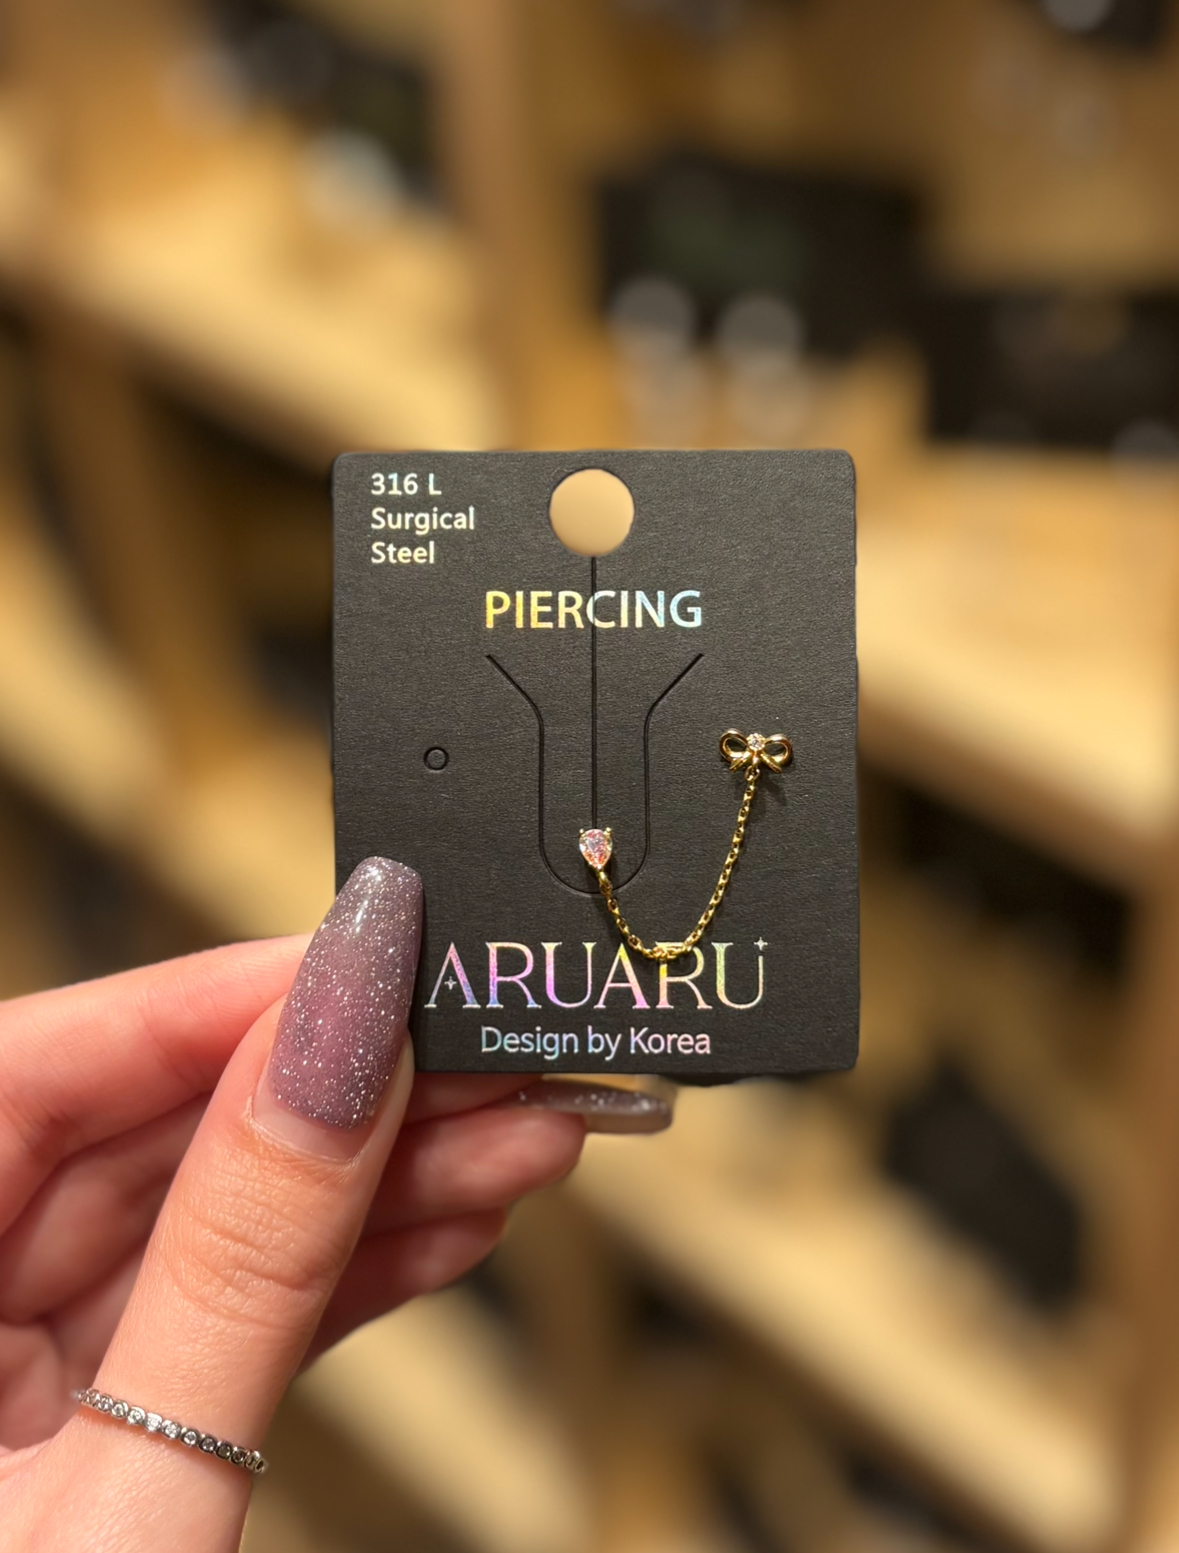 316 L
Surgical
Steel
PIERCING
ARUARU
Design by Korea